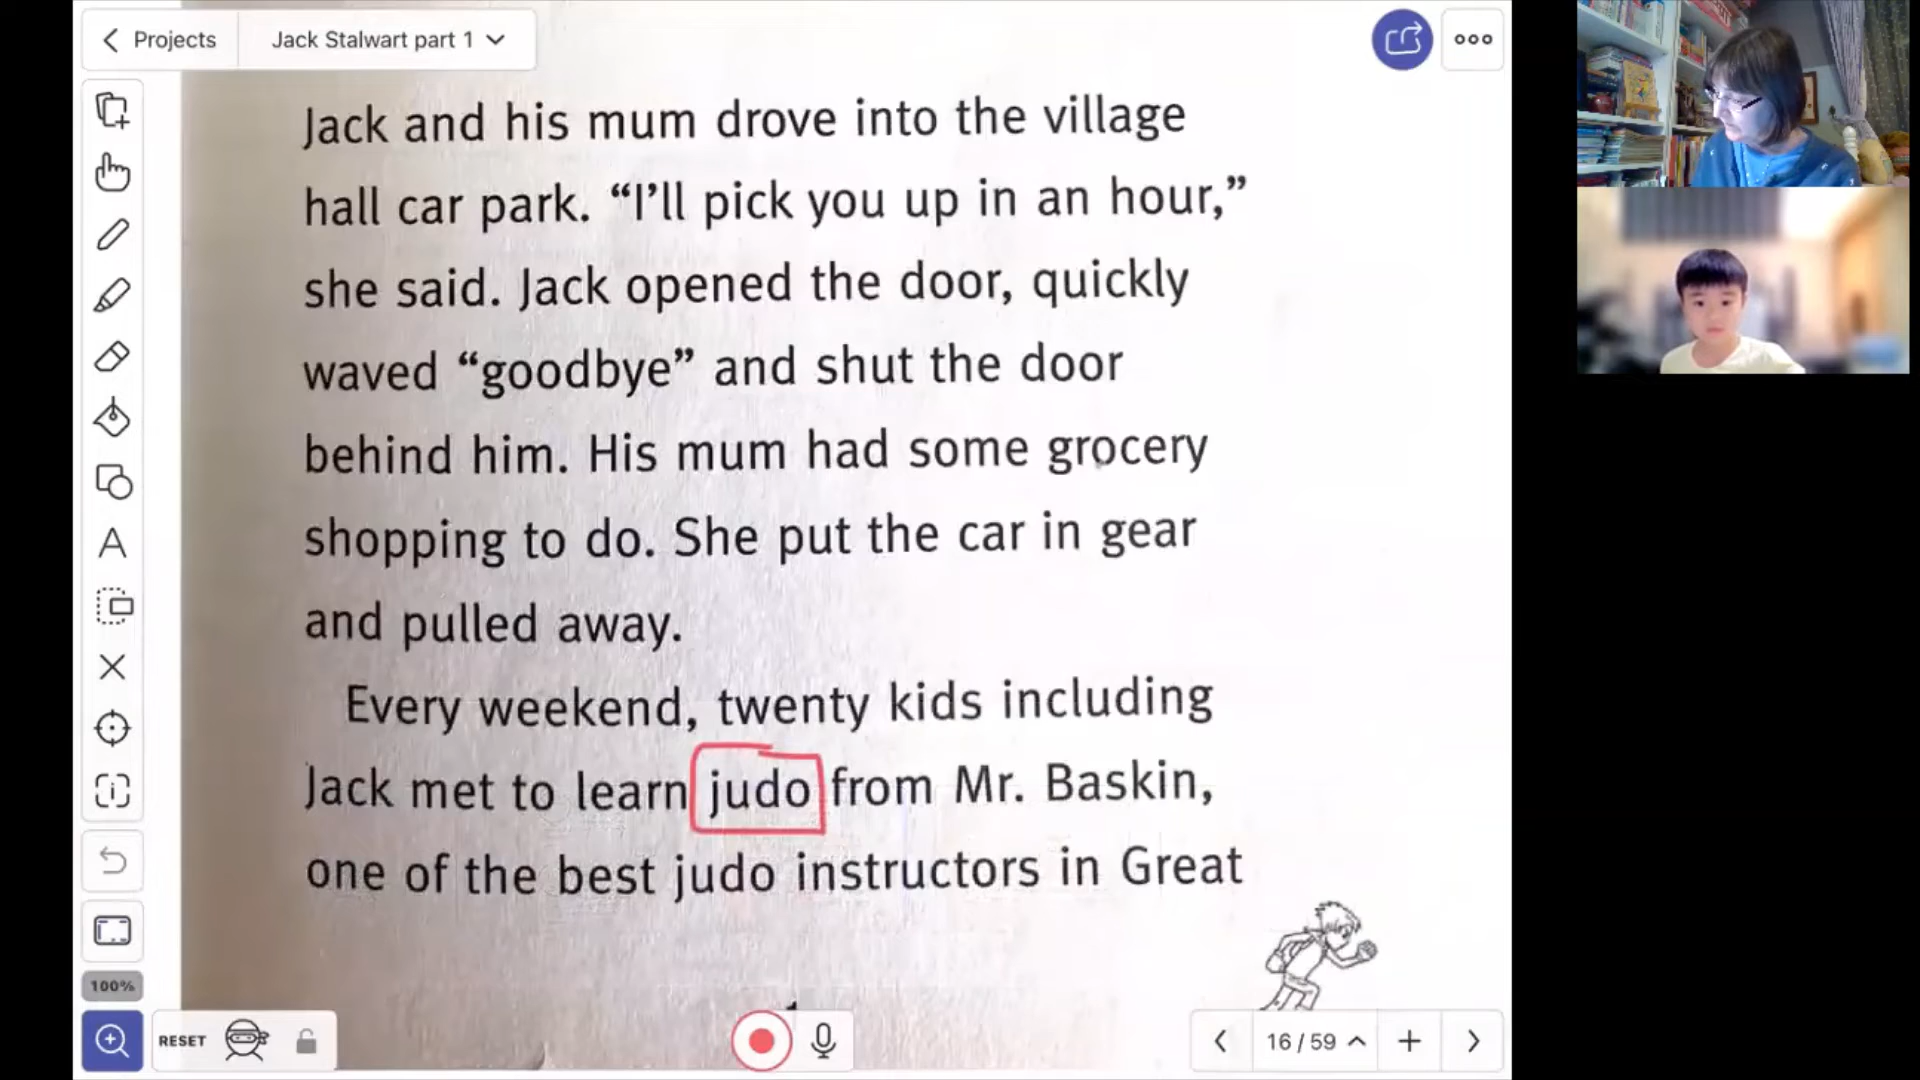 Projects
Jack Stalwart part 1
Jack and his mum drove into the village
hall car park. “I’ll pick you up in an hour,”
she said. Jack opened the door, quickly
waved “goodbye” and shut the door
behind him. His mum had some grocery
shopping to do. She put the car in gear
and pulled away.
Every weekend, twenty kids including
Jack met to learn judo from Mr. Baskin,
one of the best judo instructors in Great
100%
RESET
16 / 59